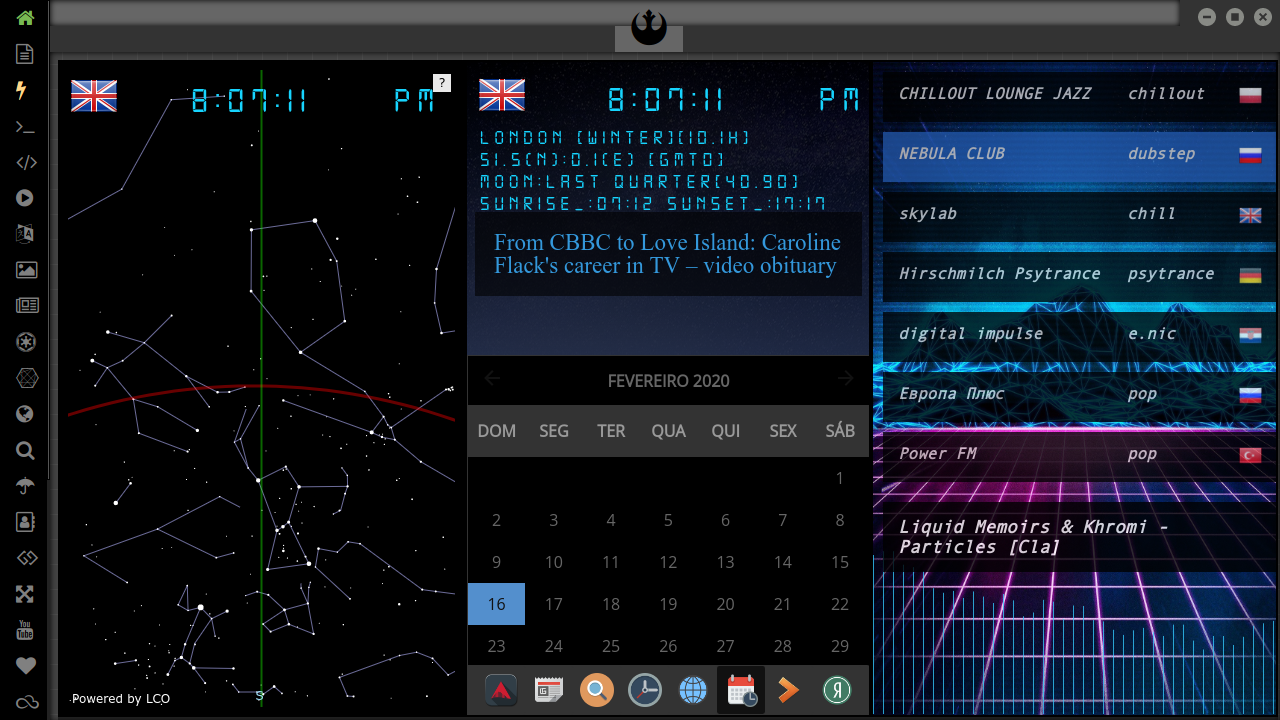 8:07:11 PM ?
S
Powered by LCO
8:07:11 PM
LONDON [WINTER][10.1H]
51.5(N):0.1(E) [GMT0]
MOON:LAST QUARTER[40.90]
SUNRISE_:07:12 SUNSET_:17:17
From CBBC to Love Island: Caroline
Flack's career in TV – video obituary
FEVEREIRO 2020
DOM SEG TER QUA QUI SEX SÁB
1
2 3 4 5 6 7 8
9 10 11 12 13 14 15
16 17 18 19 20 21 22
23 24 25 26 27 28 29
Я
CHILLOUT LOUNGE JAZZ chillout
NEBULA CLUB dubstep
skylab chill
Hirschmilch Psytrance psytrance
digital impulse e.nic
Европа Плюс pop
Power FM pop
Liquid Memoirs & Khromi -
Particles [Cla]
You
Tube